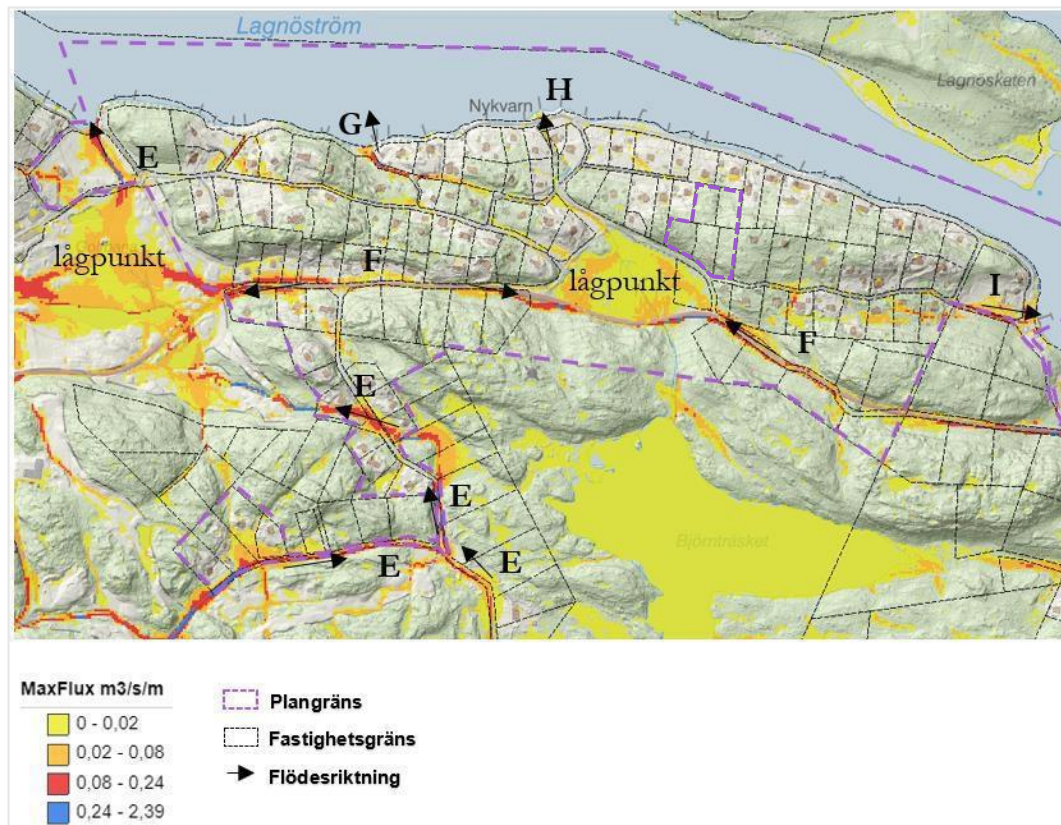 Lagnöström
Lagnöskaten
H
Nykvarn
G
E
lågpunkt
F
lågpunkt
I
F
E
E
Björnträsket
E
E
MaxFlux m3/s/m
0 - 0,02
0,02 - 0,08
0,08 - 0,24
0,24 - 2,39
Plangräns
Fastighetsgräns
Flödesriktning